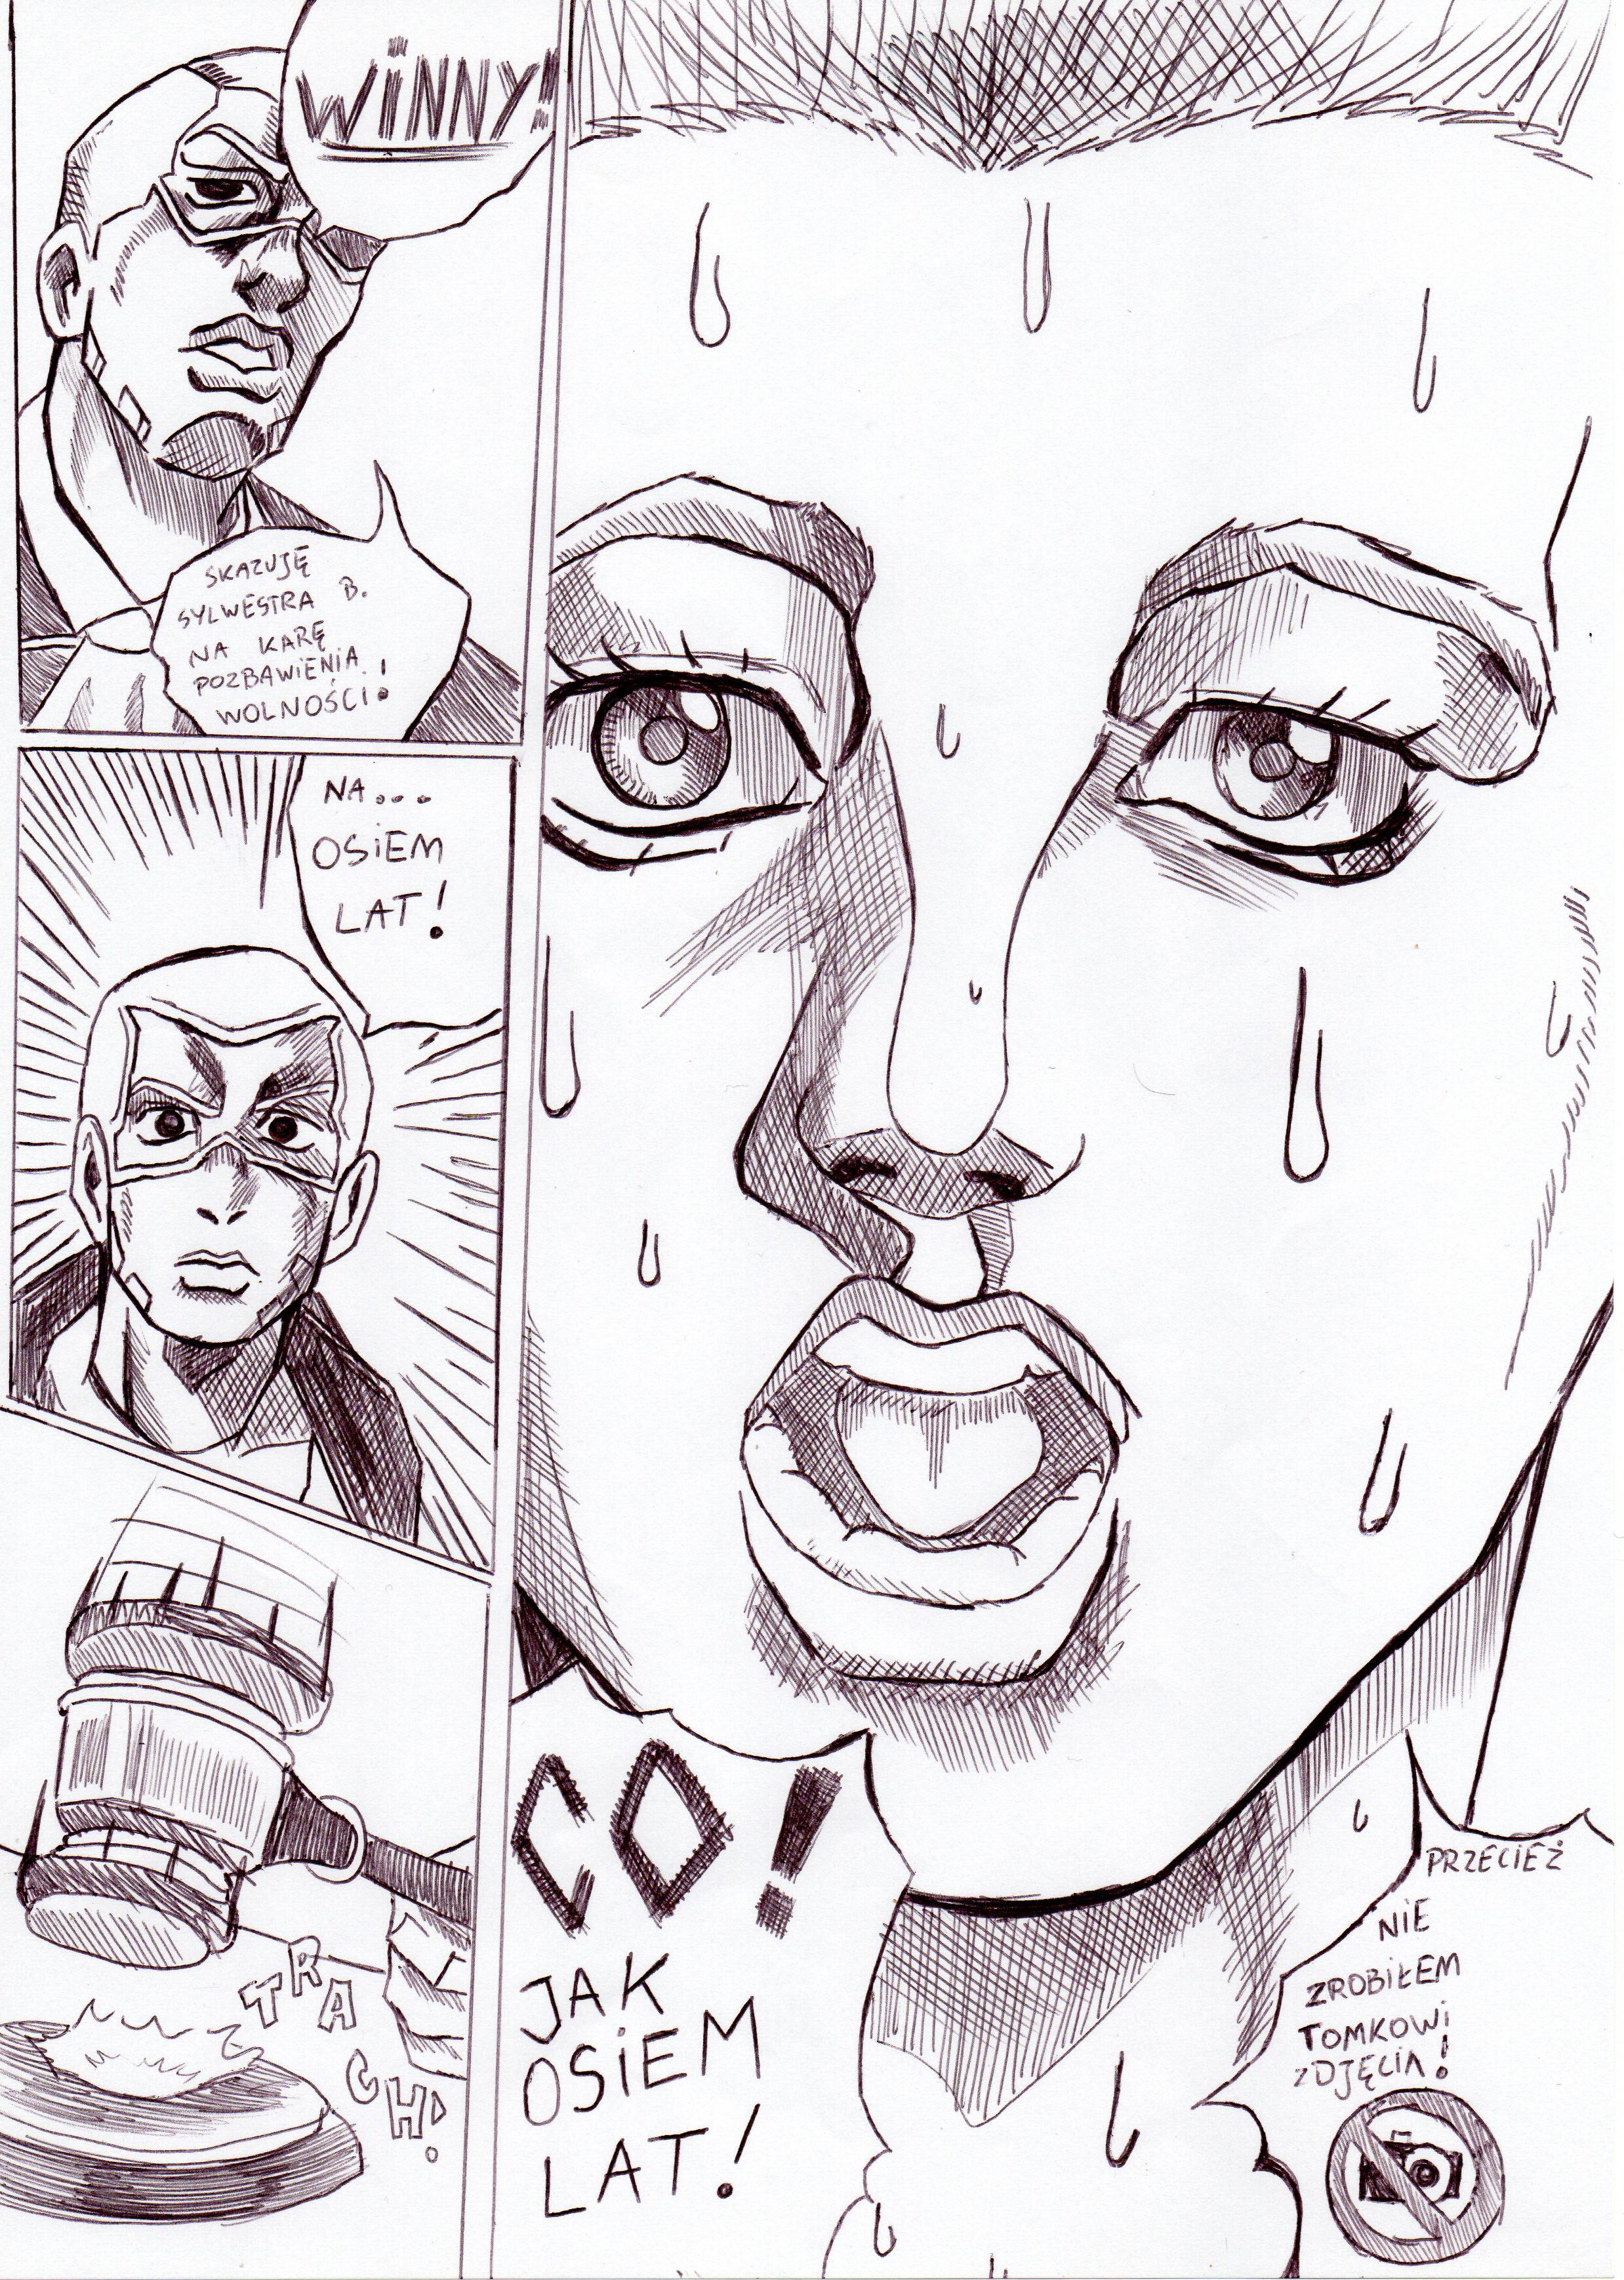 WiNNY!
SKAZUJĘ
SYLWESTRA B.
NA KARĘ
POZBAWIENIA
WOLNOŚCI!
NA...
OSiEM
LAT!
TRACH!
CO!
JAK
OSiEM
LAT!
PRZECIEŻ
NiE
ZROBiŁEM
TOMKOWi
ZDJĘCIA!